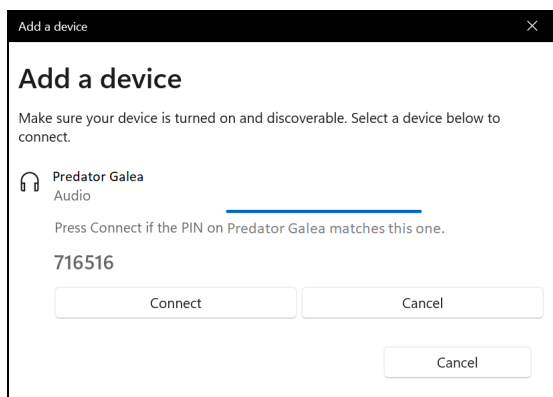 Add a device
Add a device
Make sure your device is turned on and discoverable. Select a device below to
connect.
Predator Galea
Audio
Press Connect if the PIN on Predator Galea matches this one.
716516
Connect Cancel
Cancel